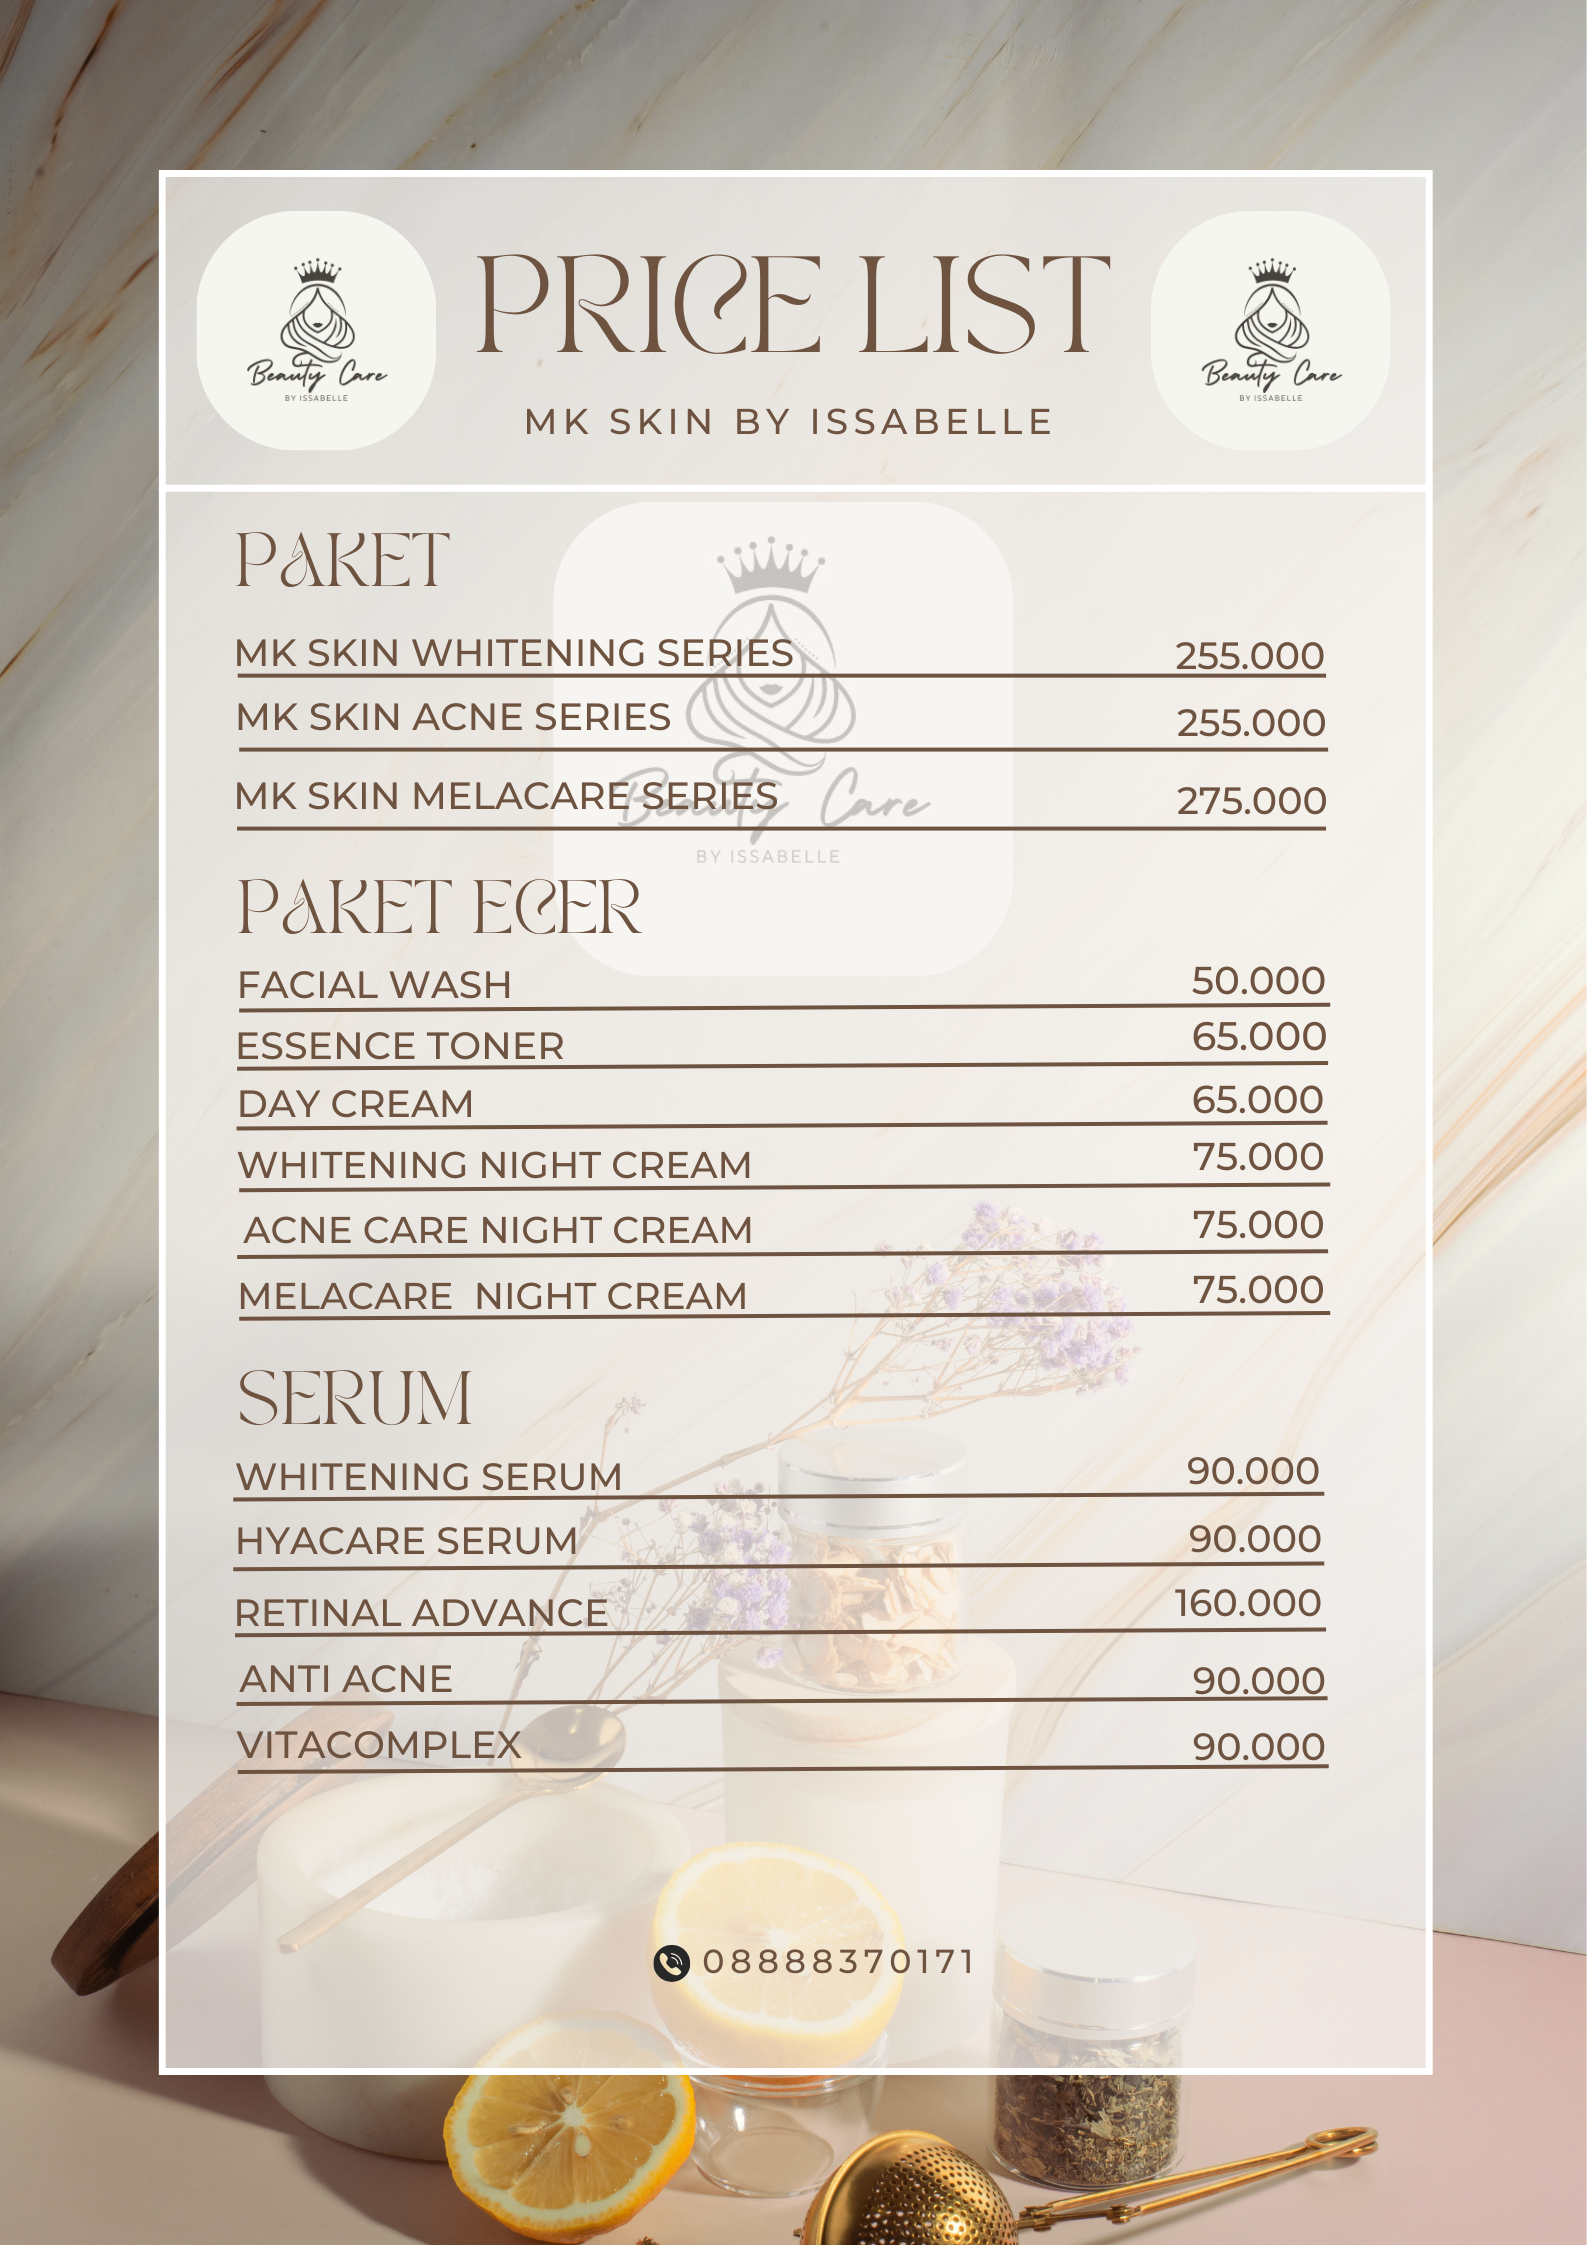 Beauty Care
BY ISSABELLE
PRICE LIST
Beauty Care
BY ISSABELLE
MK SKIN BY ISSABELLE
PAKET
MK SKIN WHITENING SERIES 255.000
MK SKIN ACNE SERIES 255.000
MK SKIN MELACARE SERIES 275.000
Beauty Care
BY ISSABELLE
PAKET ECER
FACIAL WASH 50.000
ESSENCE TONER 65.000
DAY CREAM 65.000
WHITENING NIGHT CREAM 75.000
ACNE CARE NIGHT CREAM 75.000
MELACARE NIGHT CREAM 75.000
SERUM
WHITENING SERUM 90.000
HYACARE SERUM 90.000
RETINAL ADVANCE 160.000
ANTI ACNE 90.000
VITACOMPLEX 90.000
08888370171